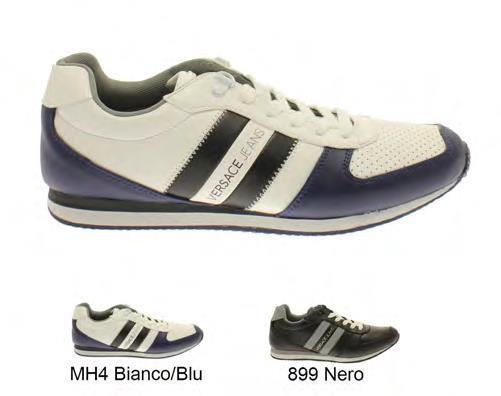 VERSACE JEANS
MH4 Bianco/Blu
899 Nero